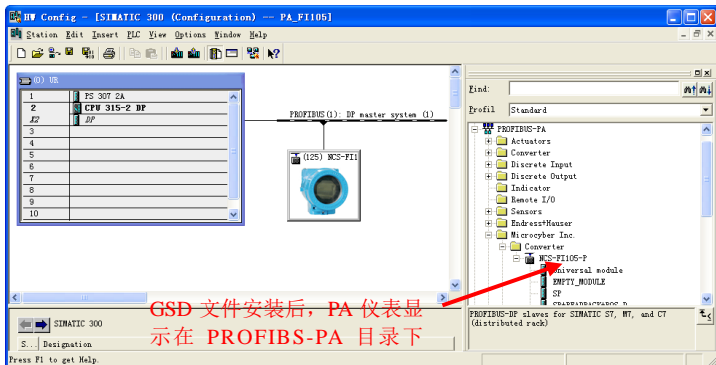 HW Config - [SIMATIC 300 (Configuration) -- PA_FI105]
Station Edit Insert PLC View Options Window Help
(0) UR
1 PS 307 2A
2 CPU 315-2 DP
X2 DP
3
4
5
6
7
8
9
10
PROFIBUS(1): DP master system (1)
(125) NCS-FI1
Find:
Profil Standard
PROFIBUS-PA
Actuators
Converter
Discrete Input
Discrete Output
Indicator
Remote I/O
Sensors
Endress+Hauser
Microcyber Inc.
Converter
NCS-FI105-P
Universal module
EMPTY_MODULE
SP
GSD 文件安装后，PA 仪表显
示在 PROFIBS-PA 目录下
SIMATIC 300
S... Designation
PROFIBUS-DP slaves for SIMATIC S7, M7, and C7
(distributed rack)
Press F1 to get Help.